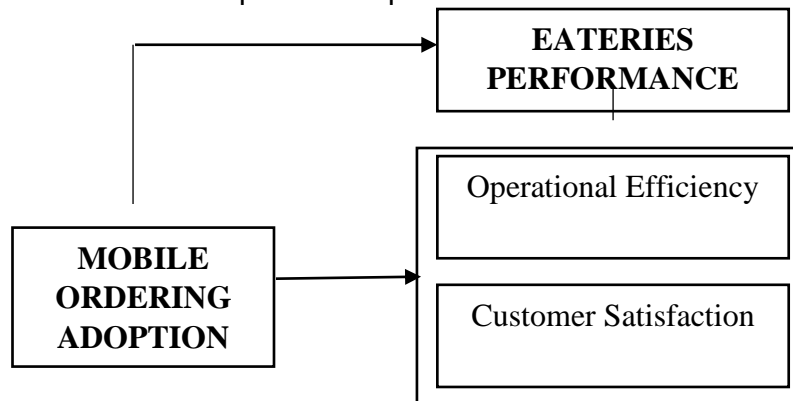 EATERIES
PERFORMANCE
Operational Efficiency
MOBILE
ORDERING
ADOPTION
Customer Satisfaction